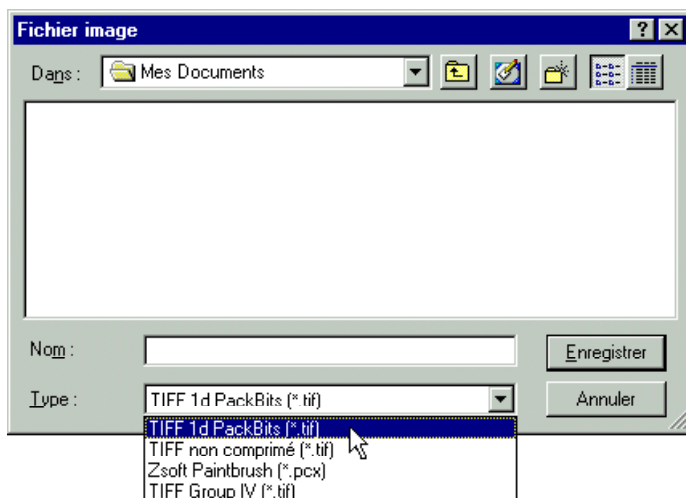 Fichier image
Dans : Mes Documents
Nom :
Enregistrer
Type : TIFF 1d PackBits (*.tif)
Annuler
TIFF 1d PackBits (*.tif)
TIFF non comprimé (*.tif)
Zsoft Paintbrush (*.pcx)
TIFF Group IV (*.tif)